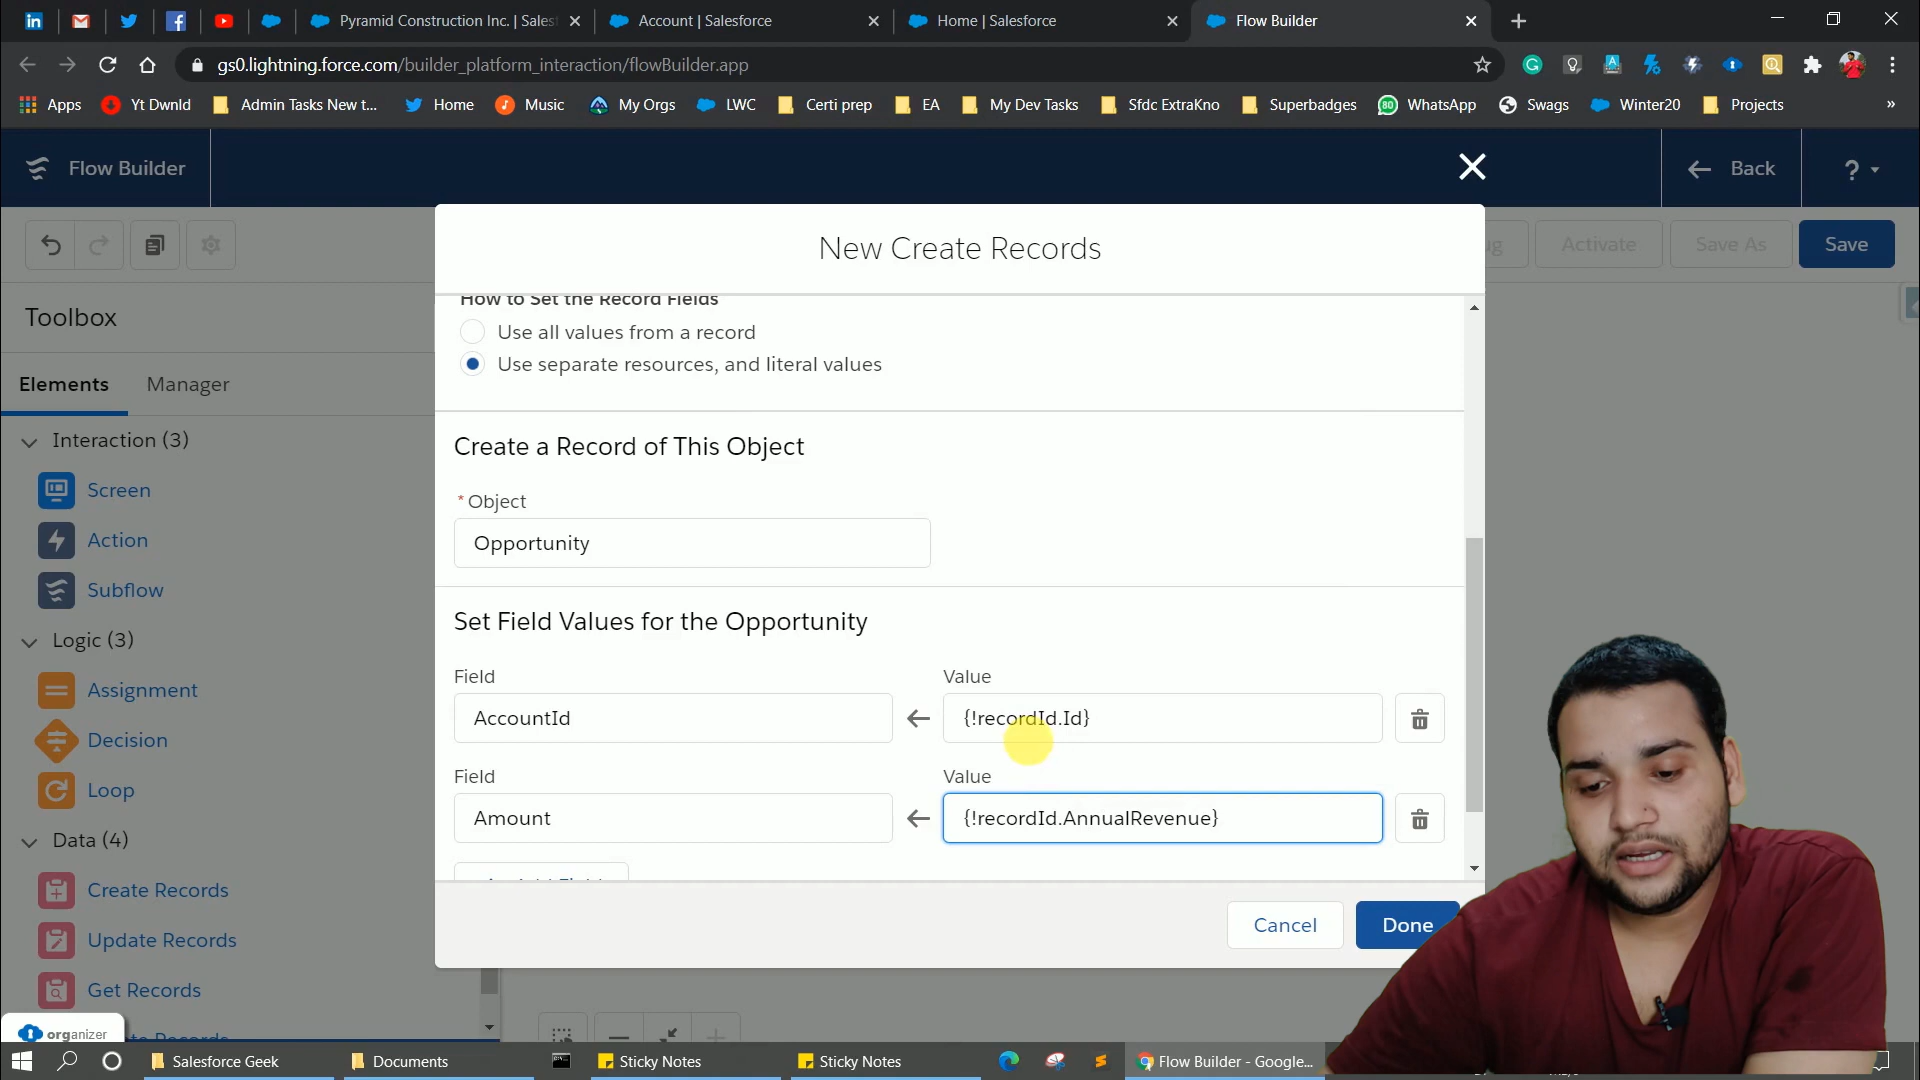 Pyramid Construction Inc. | Sales
Account | Salesforce
Home | Salesforce
Flow Builder
gs0.lightning.force.com/builder_platform_interaction/flowBuilder.app
Apps
Yt Dwnld
Admin Tasks New t...
Home
Music
My Orgs
LWC
Certi prep
EA
My Dev Tasks
Sfdc ExtraKno
Superbadges
WhatsApp
Swags
Winter20
Projects
»
Flow Builder
Back
?
New Create Records
Activate
Save As
Save
Toolbox
Elements
Manager
Interaction (3)
Screen
Action
Subflow
Logic (3)
Assignment
Decision
Loop
Data (4)
Create Records
Update Records
Get Records
How to Set the Record Fields
Use all values from a record
Use separate resources, and literal values
Create a Record of This Object
* Object
Opportunity
Set Field Values for the Opportunity
Field
Value
AccountId
{!recordId.Id}
Field
Value
Amount
{!recordId.AnnualRevenue}
Cancel
Done
organizer
Salesforce Geek
Documents
Sticky Notes
Sticky Notes
Flow Builder - Google...